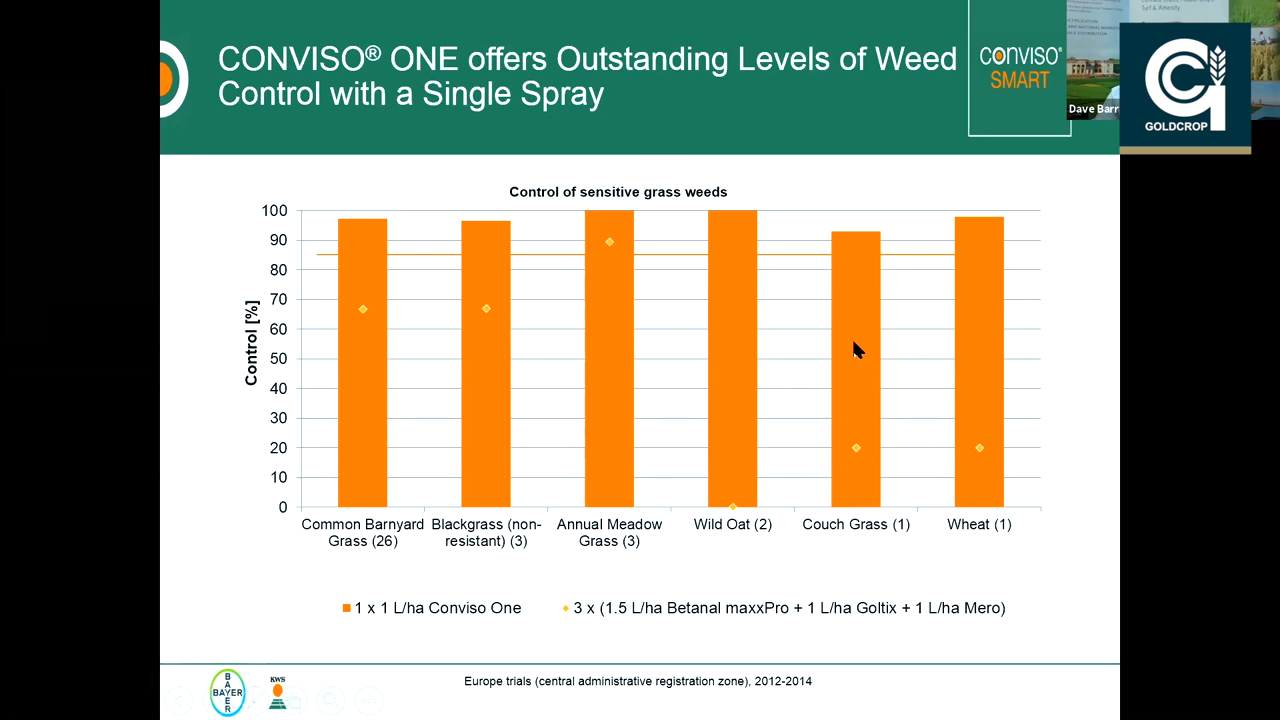 CONVISO® ONE offers Outstanding Levels of Weed
Control with a Single Spray
CONVISO®
SMART
Turf & Amenity
Dave Barr
GOLDCROP
Control of sensitive grass weeds
Control [%]
100
90
80
70
60
50
40
30
20
10
0
Common Barnyard Grass (26)
Blackgrass (non-resistant) (3)
Annual Meadow Grass (3)
Wild Oat (2)
Couch Grass (1)
Wheat (1)
1 x 1 L/ha Conviso One
3 x (1.5 L/ha Betanal maxxPro + 1 L/ha Goltix + 1 L/ha Mero)
BAYER
BAYER
KWS
Europe trials (central administrative registration zone), 2012-2014